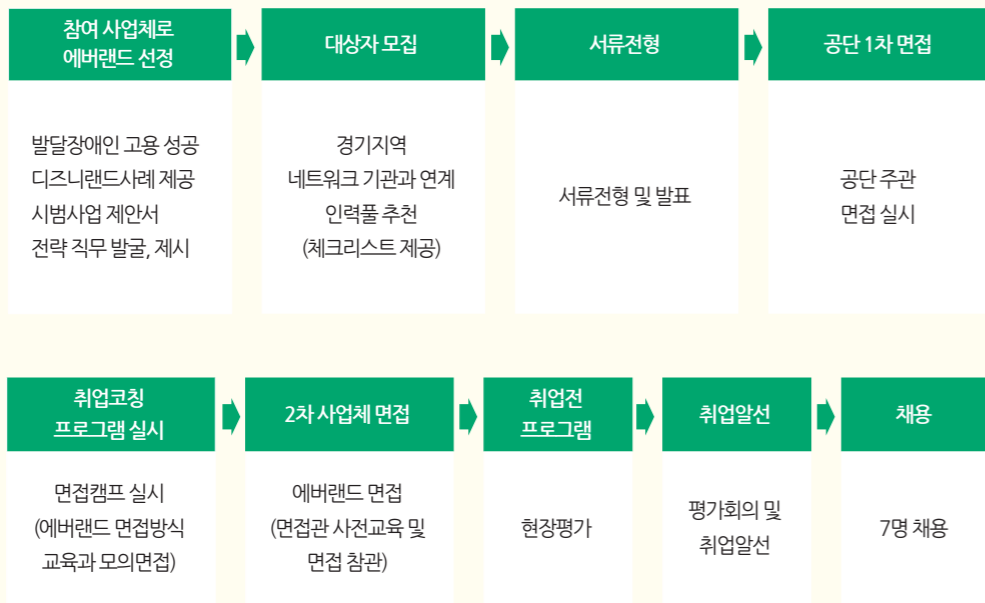 참여 사업체로
에버랜드 선정
발달장애인 고용 성공
디즈니랜드사례 제공
시범사업 제안서
전략 직무 발굴, 제시
대상자 모집
경기지역
네트워크 기관과 연계
인력풀 추천
(체크리스트 제공)
서류전형
서류전형 및 발표
공단 1차 면접
공단 주관
면접 실시
취업코칭
프로그램 실시
면접캠프 실시
(에버랜드 면접방식
교육과 모의면접)
2차 사업체 면접
에버랜드 면접
(면접관 사전교육 및
면접 참관)
취업전
프로그램
현장평가
취업알선
평가회의 및
취업알선
채용
7명 채용